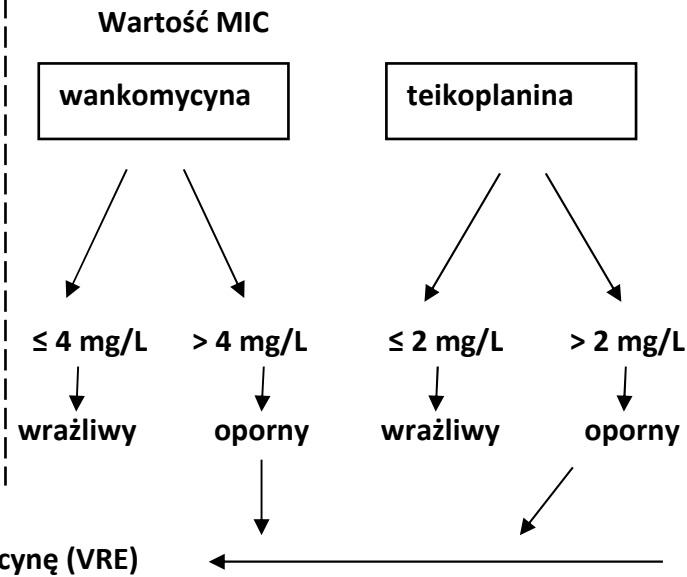 Wartość MIC
wankomycyna teikoplanina
≤ 4 mg/L > 4 mg/L ≤ 2 mg/L > 2 mg/L
wrażliwy oporny wrażliwy oporny
cynę (VRE)